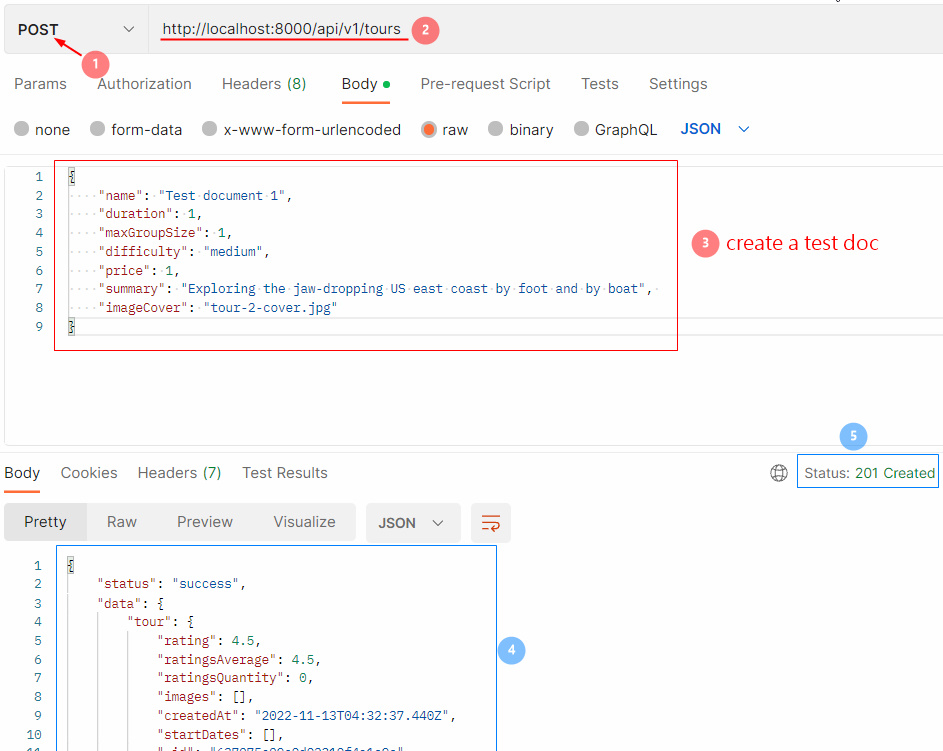 POST http://localhost:8000/api/v1/tours 2
1
Params Authorization Headers (8) Body Pre-request Script Tests Settings
none form-data x-www-form-urlencoded raw binary GraphQL JSON
1 {
2 "name": "Test document 1",
3 "duration": 1,
4 "maxGroupSize": 1,
5 "difficulty": "medium",
6 "price": 1,
7 "summary": "Exploring the jaw-dropping US east coast by foot and by boat",
8 "imageCover": "tour-2-cover.jpg"
9 }
3 create a test doc
5
Body Cookies Headers (7) Test Results Status: 201 Created
Pretty Raw Preview Visualize JSON
1 {
2 "status": "success",
3 "data": {
4 "tour": {
5 "rating": 4.5,
6 "ratingsAverage": 4.5,
7 "ratingsQuantity": 0,
8 "images": [],
9 "createdAt": "2022-11-13T04:32:37.440Z",
10 "startDates": [],
4